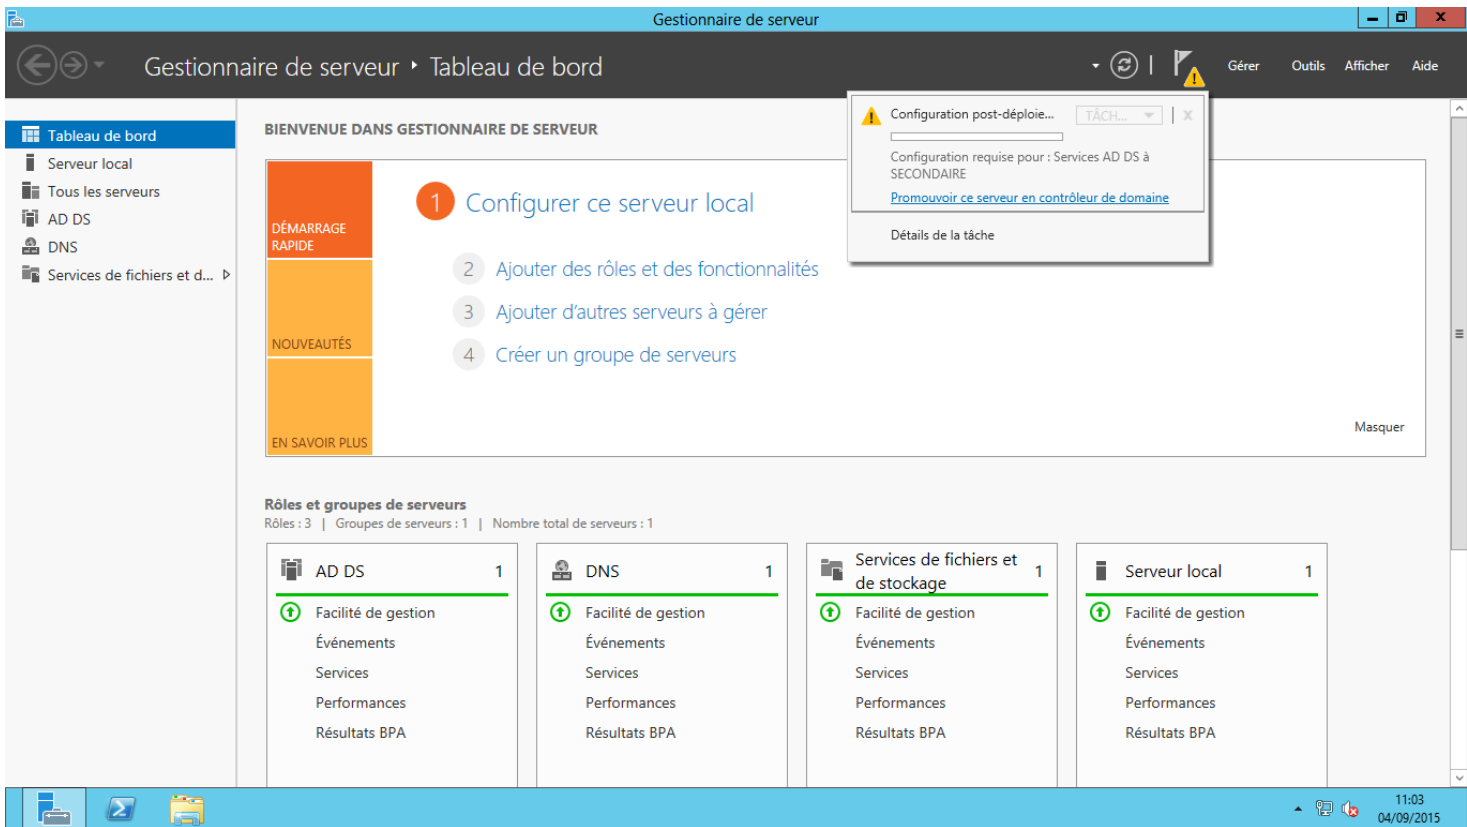 Gestionnaire de serveur
Gestionnaire de serveur • Tableau de bord
Gérer Outils Afficher Aide
Configuration post-déploie... TÂCH... X
Configuration requise pour : Services AD DS à
SECONDAIRE
Promouvoir ce serveur en contrôleur de domaine
Détails de la tâche
Tableau de bord
Serveur local
Tous les serveurs
AD DS
DNS
Services de fichiers et d...
BIENVENUE DANS GESTIONNAIRE DE SERVEUR
DÉMARRAGE
RAPIDE
NOUVEAUTÉS
EN SAVOIR PLUS
1 Configurer ce serveur local
2 Ajouter des rôles et des fonctionnalités
3 Ajouter d'autres serveurs à gérer
4 Créer un groupe de serveurs
Masquer
Rôles et groupes de serveurs
Rôles : 3 | Groupes de serveurs : 1 | Nombre total de serveurs : 1
AD DS 1
Facilité de gestion
Événements
Services
Performances
Résultats BPA
DNS 1
Facilité de gestion
Événements
Services
Performances
Résultats BPA
Services de fichiers et
de stockage 1
Facilité de gestion
Événements
Services
Performances
Résultats BPA
Serveur local 1
Facilité de gestion
Événements
Services
Performances
Résultats BPA
11:03
04/09/2015